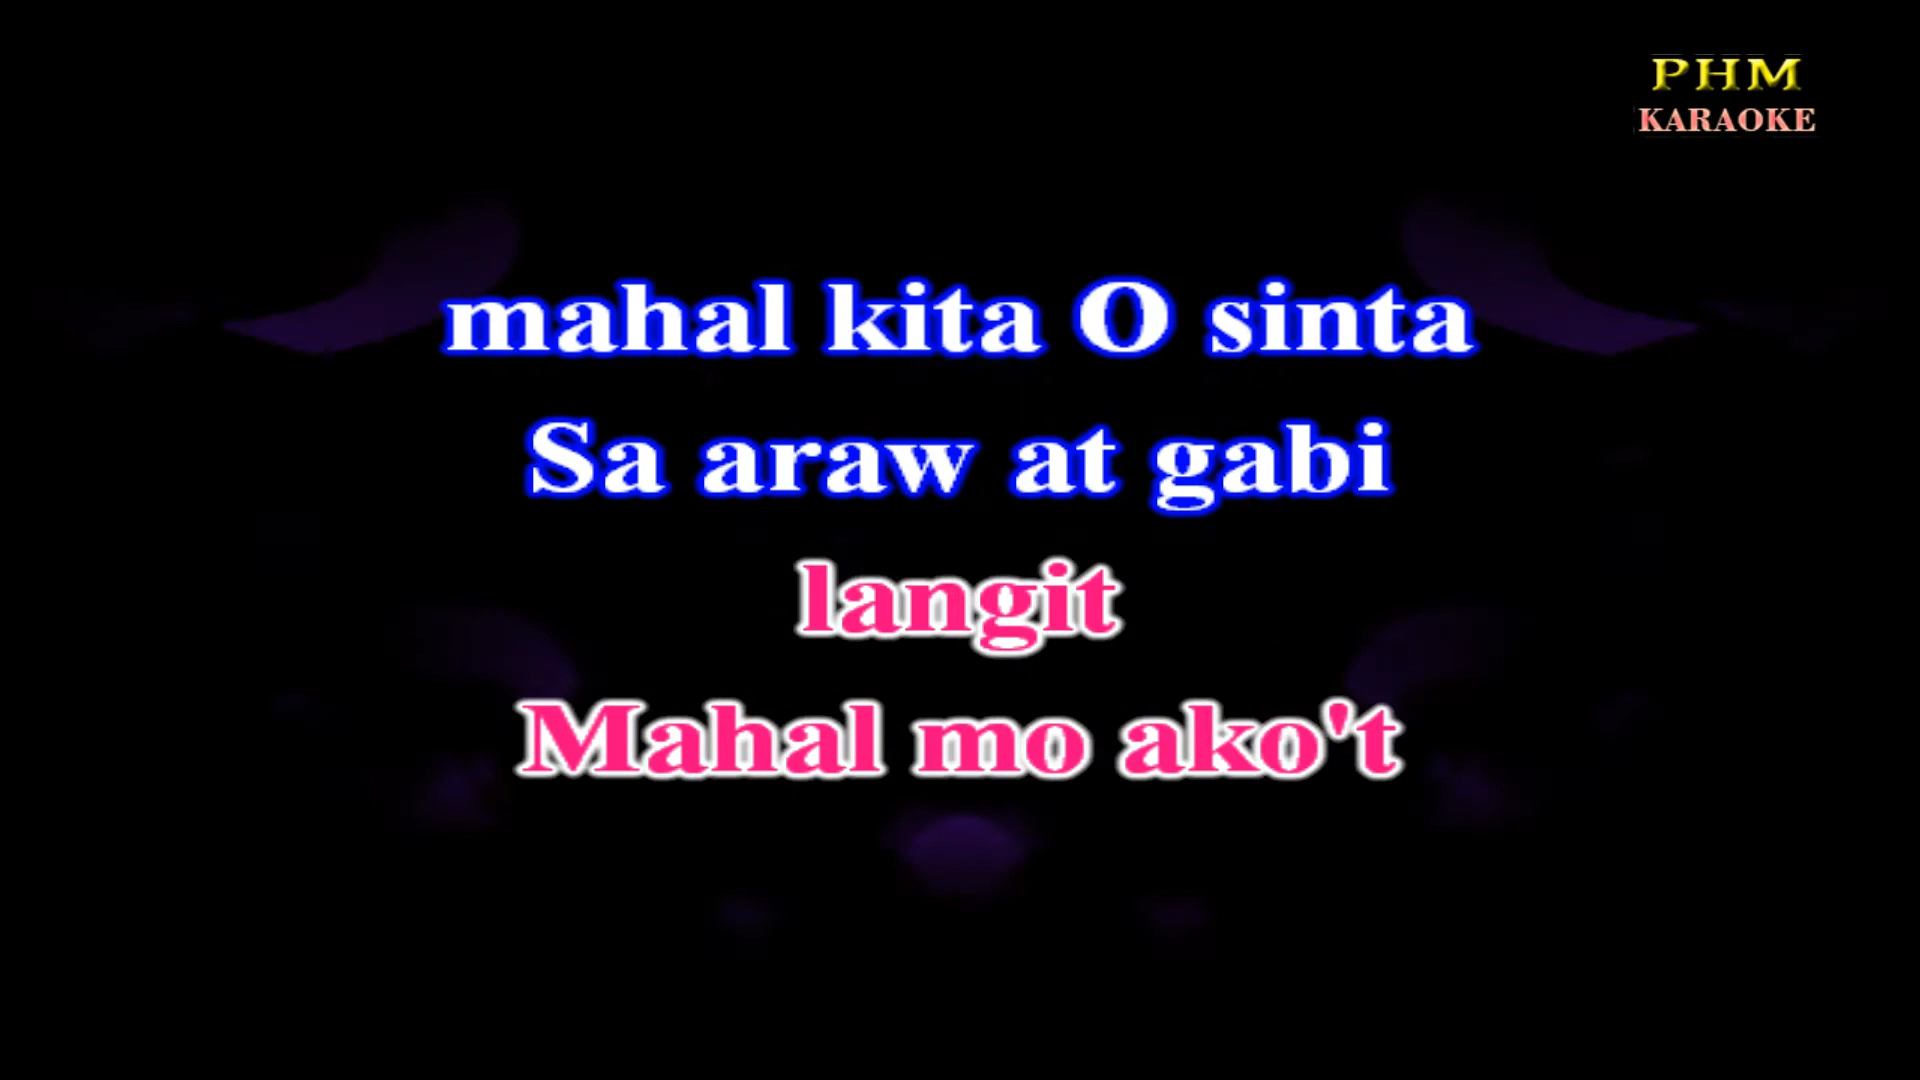 PHM
KARAOKE
mahal kita O sinta
Sa araw at gabi
langit
Mahal mo ako't